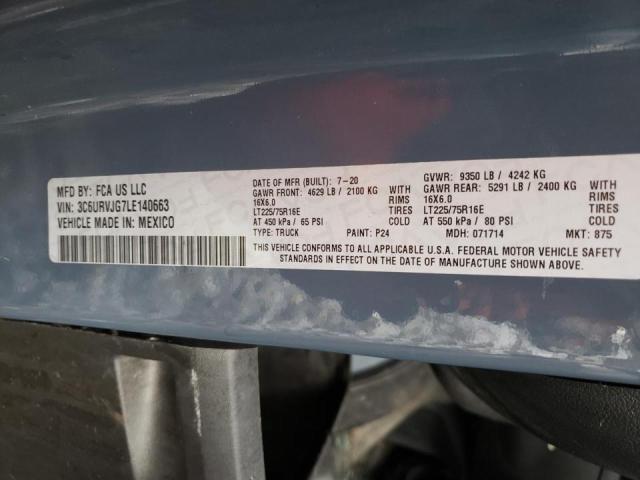 MFD BY: FCA US LLC
VIN: 3C6URVJG7LE140663
VEHICLE MADE IN: MEXICO
DATE OF MFR (BUILT): 7-20
GAWR FRONT: 4629 LB / 2100 KG WITH
16X6.0 RIMS
LT225/75R16E TIRES
AT 450 kPa / 65 PSI COLD
TYPE: TRUCK
GVWR: 9350 LB / 4242 KG
GAWR REAR: 5291 LB / 2400 KG WITH
16X6.0 RIMS
LT225/75R16E TIRES
AT 550 kPa / 80 PSI COLD
PAINT: P24 MDH: 071714 MKT: 875
THIS VEHICLE CONFORMS TO ALL APPLICABLE U.S.A. FEDERAL MOTOR VEHICLE SAFETY
STANDARDS IN EFFECT ON THE DATE OF MANUFACTURE SHOWN ABOVE.